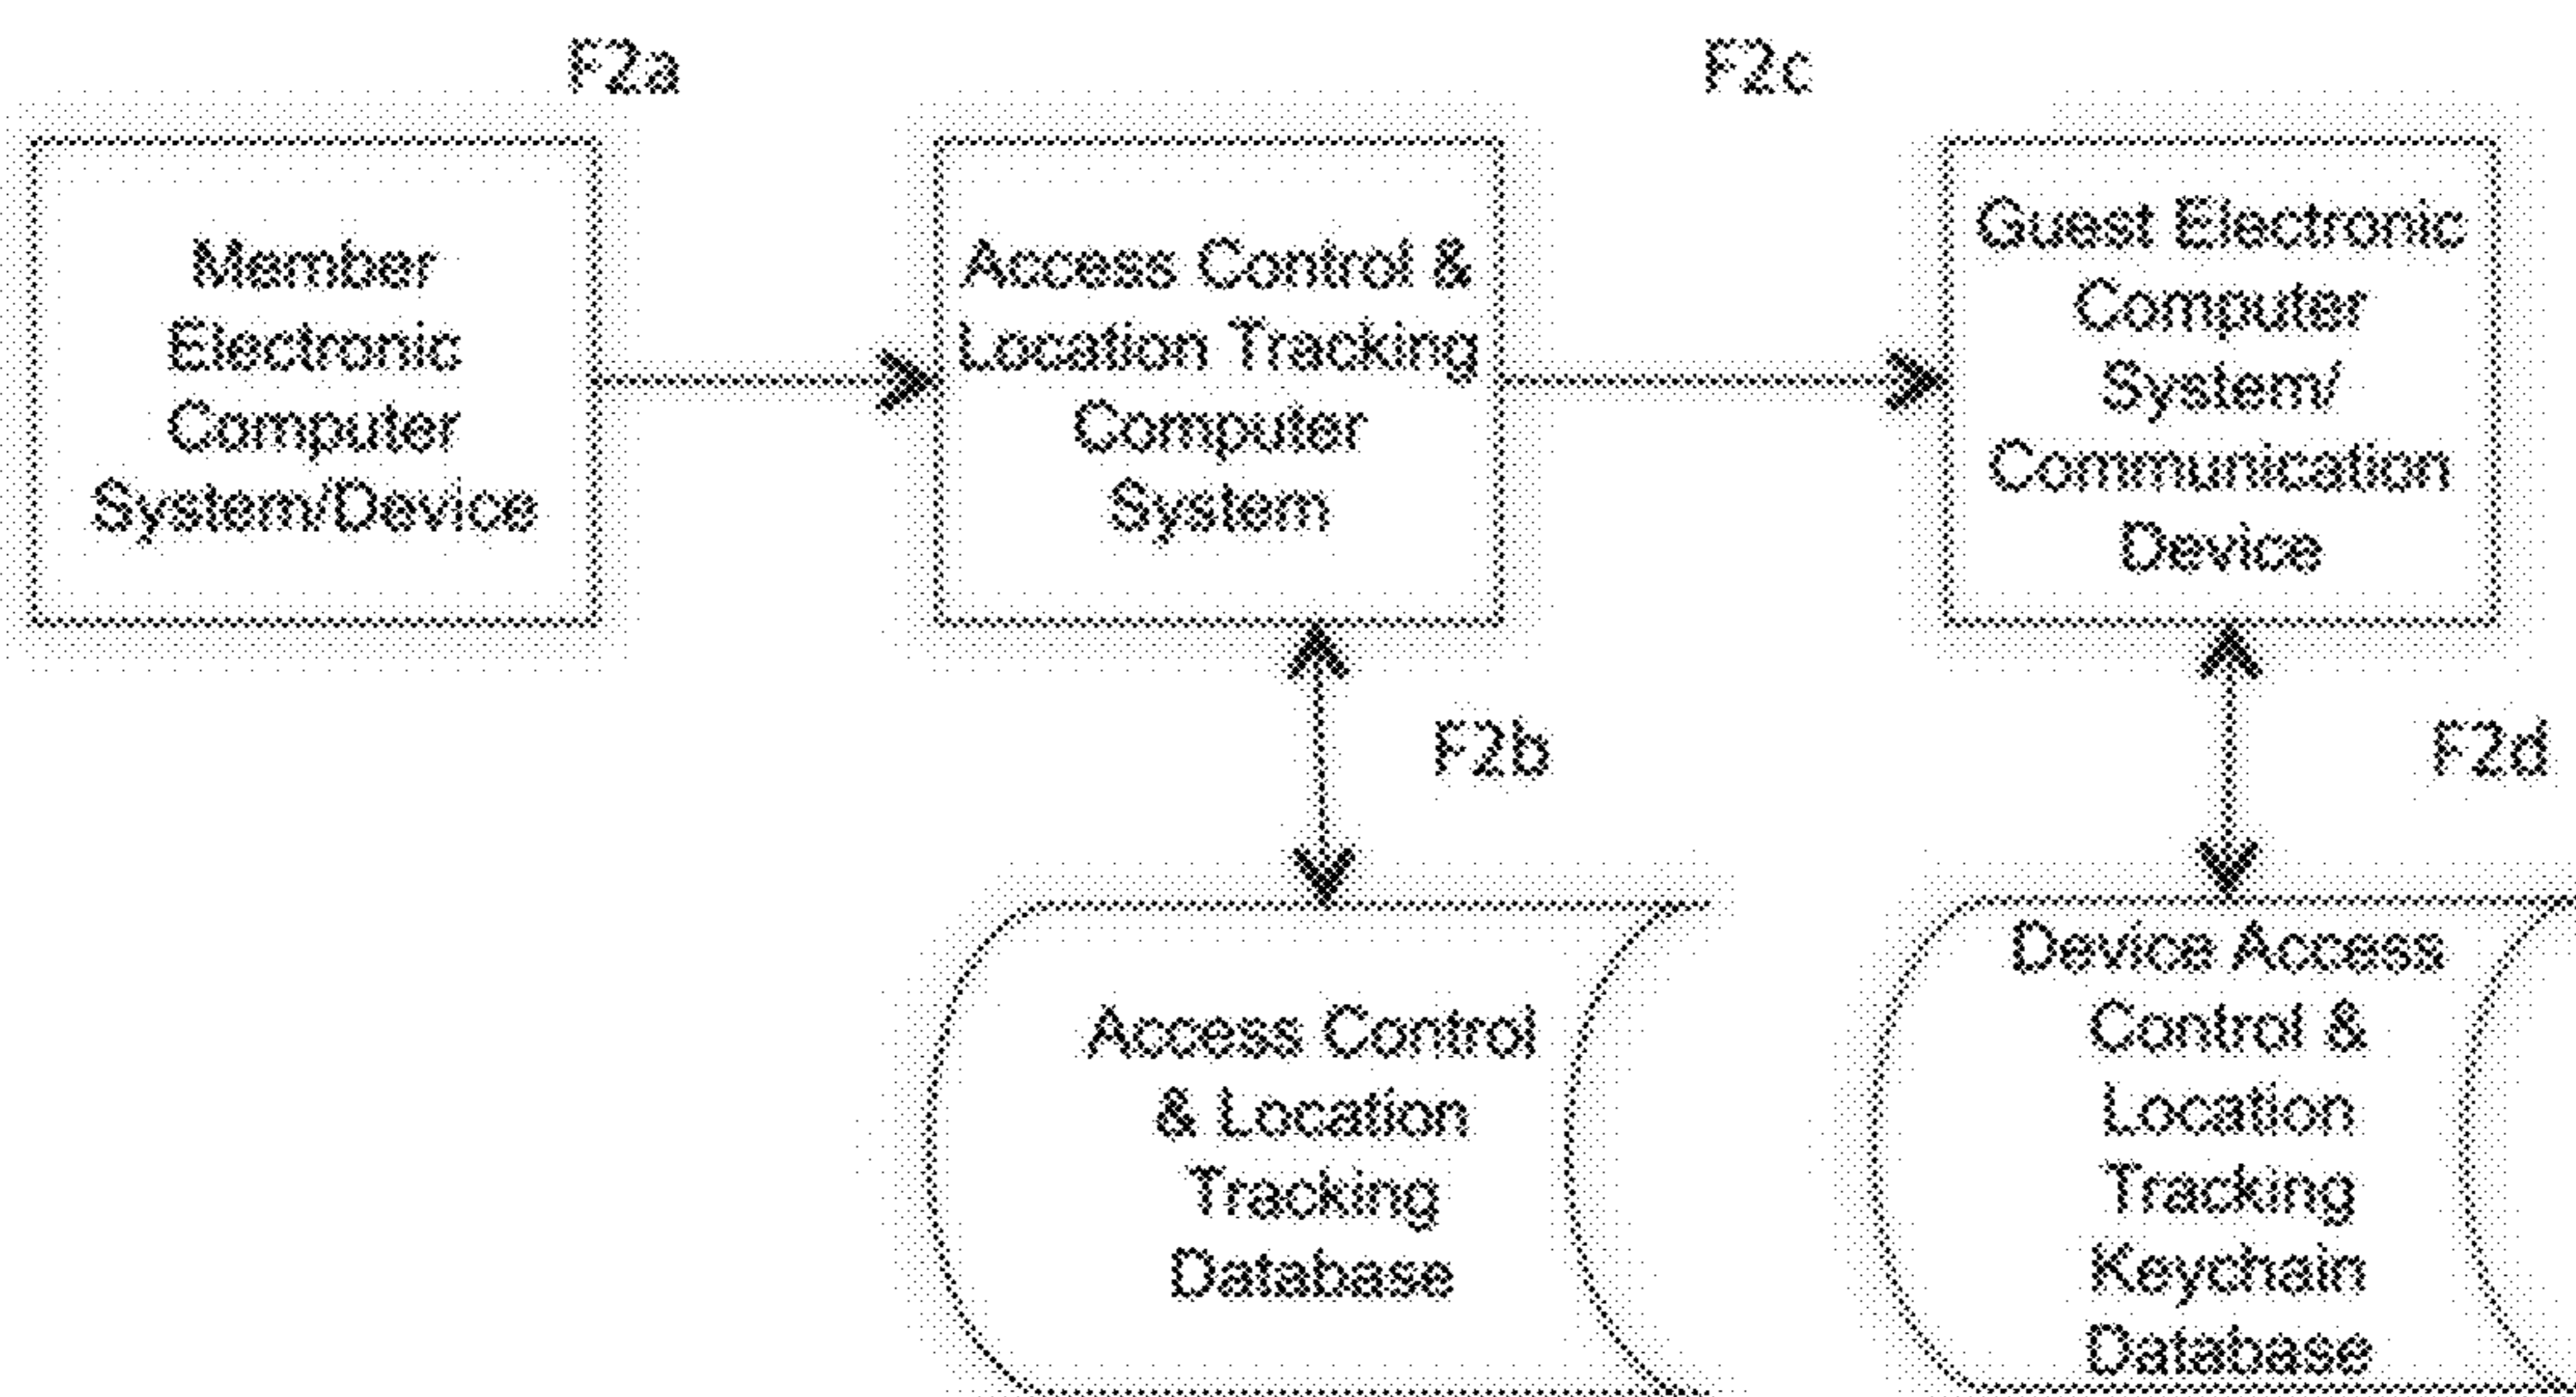 F2a
F2c
Member
Electronic
Computer
System/Device
Access Control &
Location Tracking
Computer
System
Guest Electronic
Computer
System/
Communication
Device
F2b
F2d
Access Control
& Location
Tracking
Database
Device Access
Control &
Location
Tracking
Keychain
Database